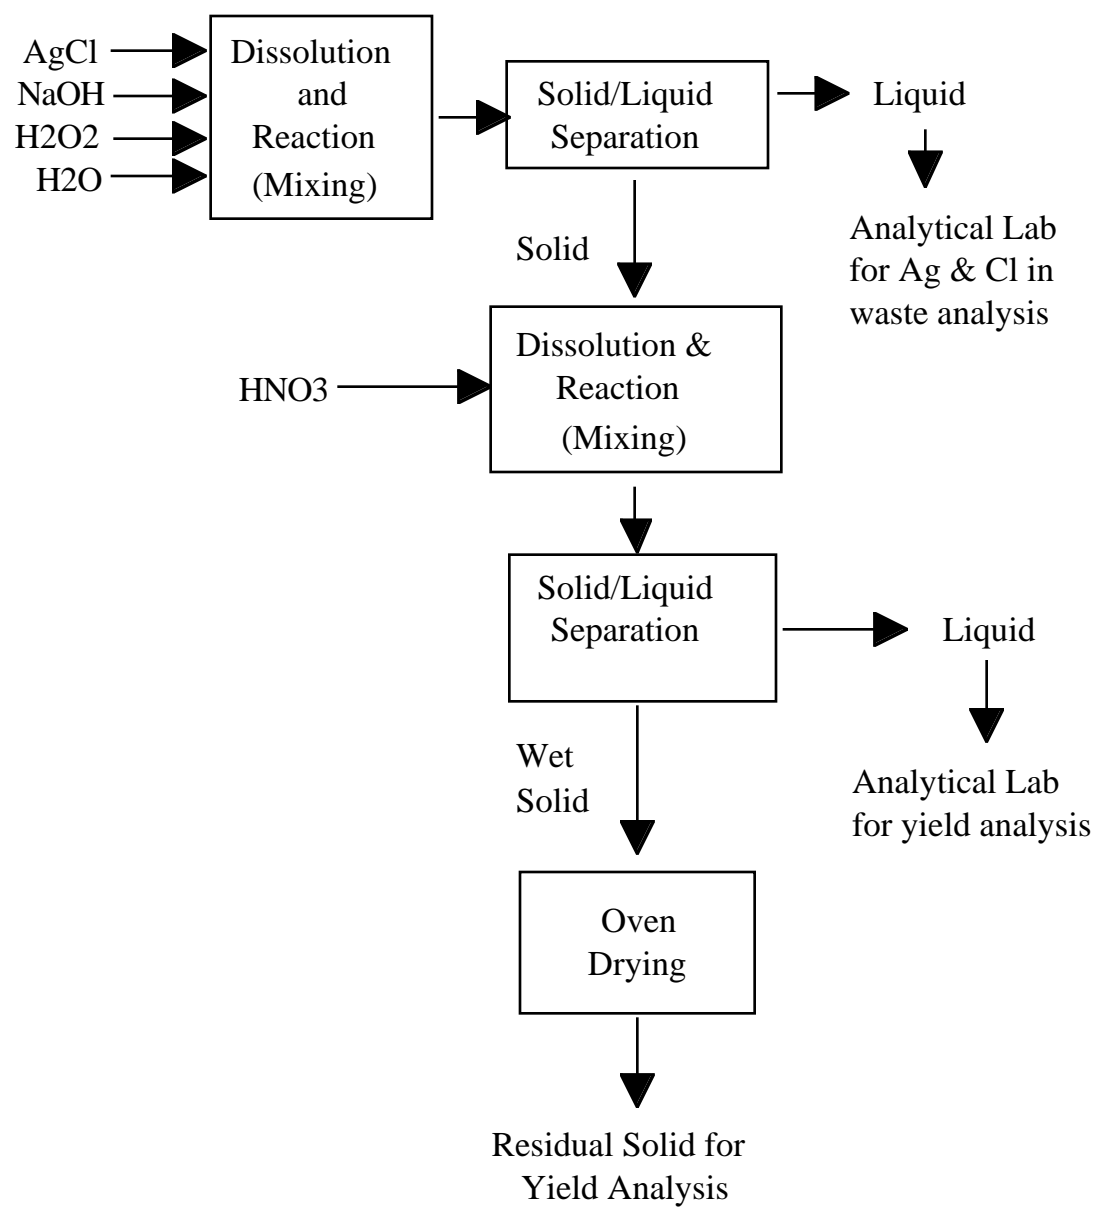 AgCl
NaOH
H2O2
H2O
Dissolution
and
Reaction
(Mixing)
Solid/Liquid
Separation
Liquid
Analytical Lab
for Ag & Cl in
waste analysis
Solid
HNO3
Dissolution &
Reaction
(Mixing)
Solid/Liquid
Separation
Liquid
Analytical Lab
for yield analysis
Wet
Solid
Oven
Drying
Residual Solid for
Yield Analysis